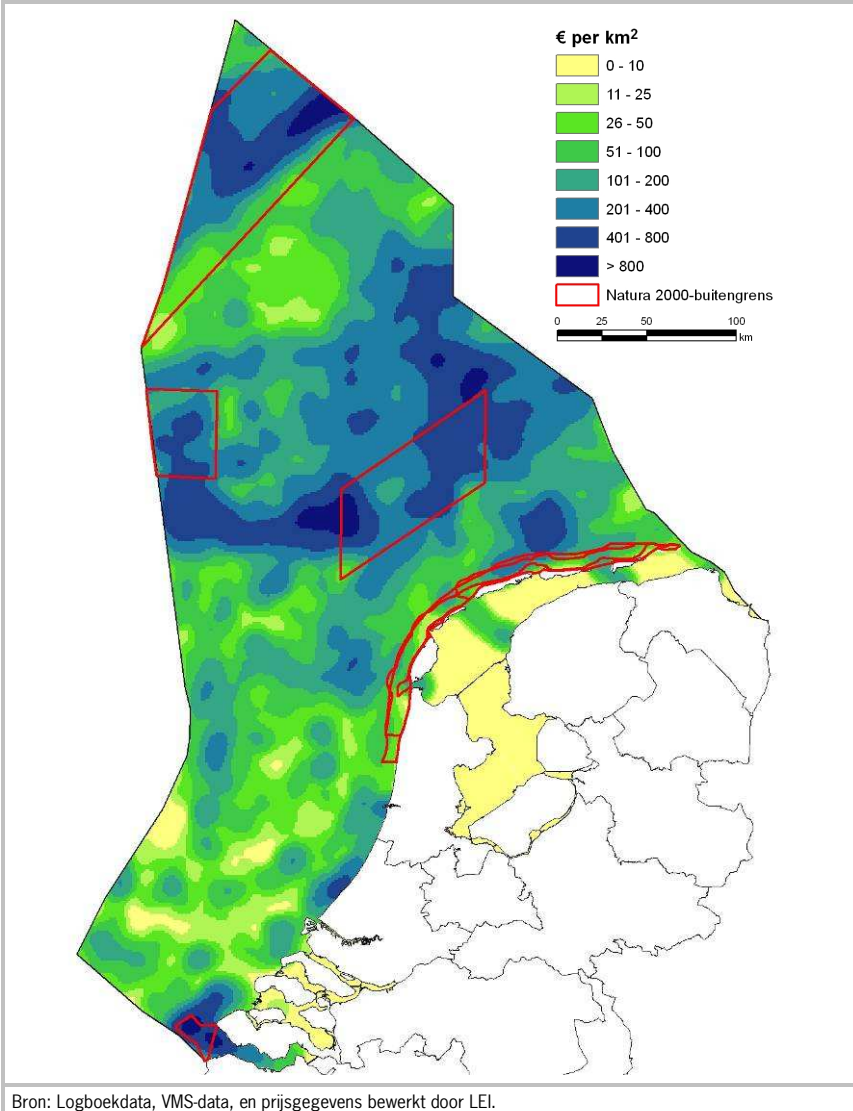 € per km²
0 - 10
11 - 25
26 - 50
51 - 100
101 - 200
201 - 400
401 - 800
> 800
Natura 2000-buitengrens
0 25 50 100
km
Bron: Logboekdata, VMS-data, en prijsgegevens bewerkt door LEI.